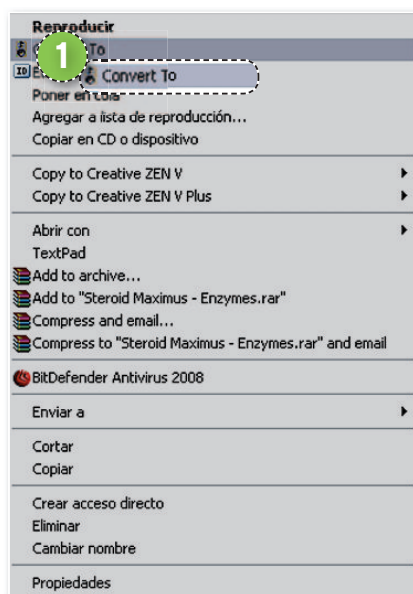 Reproducir
1
To
Convert To
Poner en cola
Agregar a lista de reproducción...
Copiar en CD o dispositivo
Copy to Creative ZEN V
Copy to Creative ZEN V Plus
Abrir con
TextPad
Add to archive...
Add to "Steroid Maximus - Enzymes.rar"
Compress and email...
Compress to "Steroid Maximus - Enzymes.rar" and email
BitDefender Antivirus 2008
Enviar a
Cortar
Copiar
Crear acceso directo
Eliminar
Cambiar nombre
Propiedades